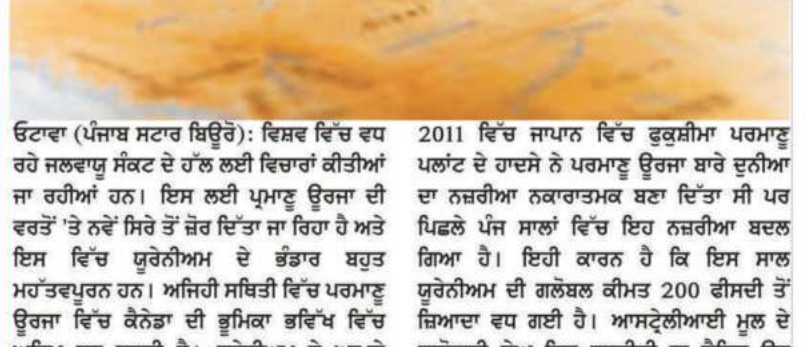 ਓਟਾਵਾ (ਪੰਜਾਬ ਸਟਾਰ ਬਿਊਰੋ): ਵਿਸ਼ਵ ਵਿੱਚ ਵਧ
ਰਹੇ ਜਲਵਾਯੂ ਸੰਕਟ ਦੇ ਹੱਲ ਲਈ ਵਿਚਾਰਾਂ ਕੀਤੀਆਂ
ਜਾ ਰਹੀਆਂ ਹਨ। ਇਸ ਲਈ ਪ੍ਰਮਾਣੂ ਊਰਜਾ ਦੀ
ਵਰਤੋਂ 'ਤੇ ਨਵੇਂ ਸਿਰੇ ਤੋਂ ਜ਼ੋਰ ਦਿੱਤਾ ਜਾ ਰਿਹਾ ਹੈ ਅਤੇ
ਇਸ ਵਿੱਚ ਯੂਰੇਨੀਅਮ ਦੇ ਭੰਡਾਰ ਬਹੁਤ
ਮਹੱਤਵਪੂਰਨ ਹਨ। ਅਜਿਹੀ ਸਥਿਤੀ ਵਿੱਚ ਪਰਮਾਣੂ
ਊਰਜਾ ਵਿੱਚ ਕੈਨੇਡਾ ਦੀ ਭੂਮਿਕਾ ਭਵਿੱਖ ਵਿੱਚ
2011 ਵਿੱਚ ਜਾਪਾਨ ਵਿੱਚ ਫੁਕੁਸ਼ੀਮਾ ਪਰਮਾਣੂ
ਪਲਾਂਟ ਦੇ ਹਾਦਸੇ ਨੇ ਪਰਮਾਣੂ ਊਰਜਾ ਬਾਰੇ ਦੁਨੀਆ
ਦਾ ਨਜ਼ਰੀਆ ਨਕਾਰਾਤਮਕ ਬਣਾ ਦਿੱਤਾ ਸੀ ਪਰ
ਪਿਛਲੇ ਪੰਜ ਸਾਲਾਂ ਵਿੱਚ ਇਹ ਨਜ਼ਰੀਆ ਬਦਲ
ਗਿਆ ਹੈ। ਇਹੀ ਕਾਰਨ ਹੈ ਕਿ ਇਸ ਸਾਲ
ਯੂਰੇਨੀਅਮ ਦੀ ਗਲੋਬਲ ਕੀਮਤ 200 ਫੀਸਦੀ ਤੋਂ
ਜ਼ਿਆਦਾ ਵਧ ਗਈ ਹੈ। ਆਸਟ੍ਰੇਲੀਆਈ ਮੂਲ ਦੇ